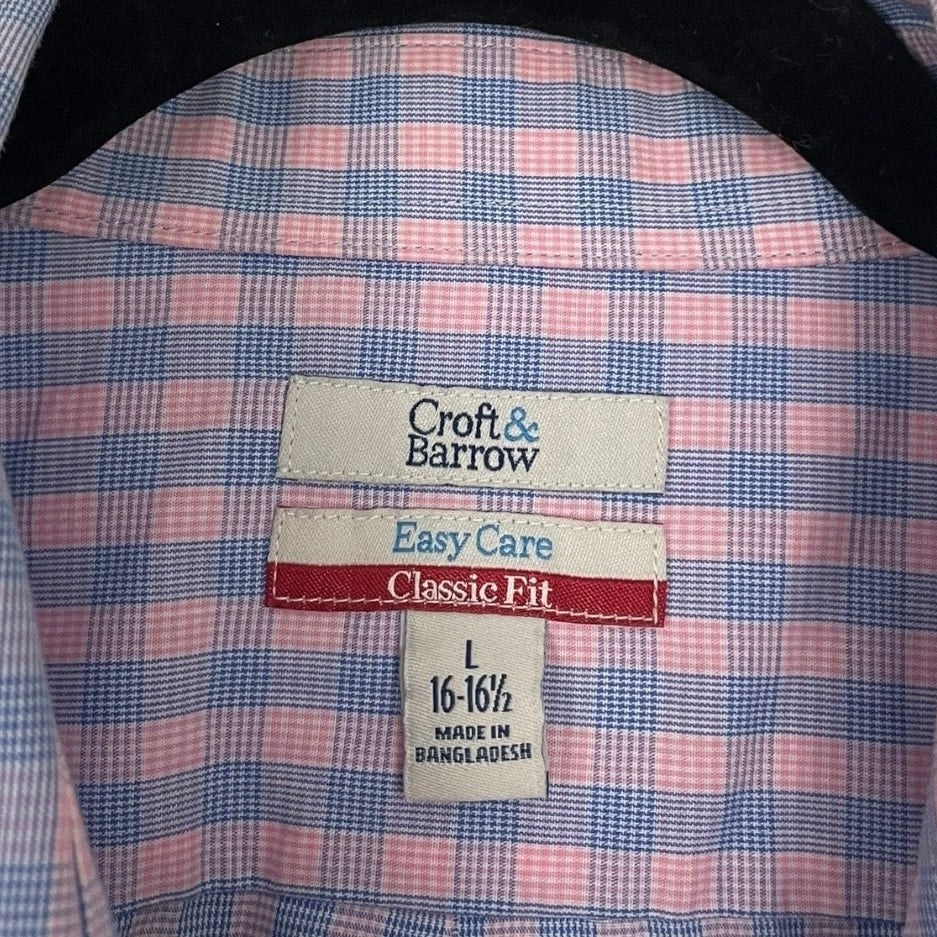 Croft&
Barrow
Easy Care
Classic Fit
L
16-16½
MADE IN
BANGLADESH